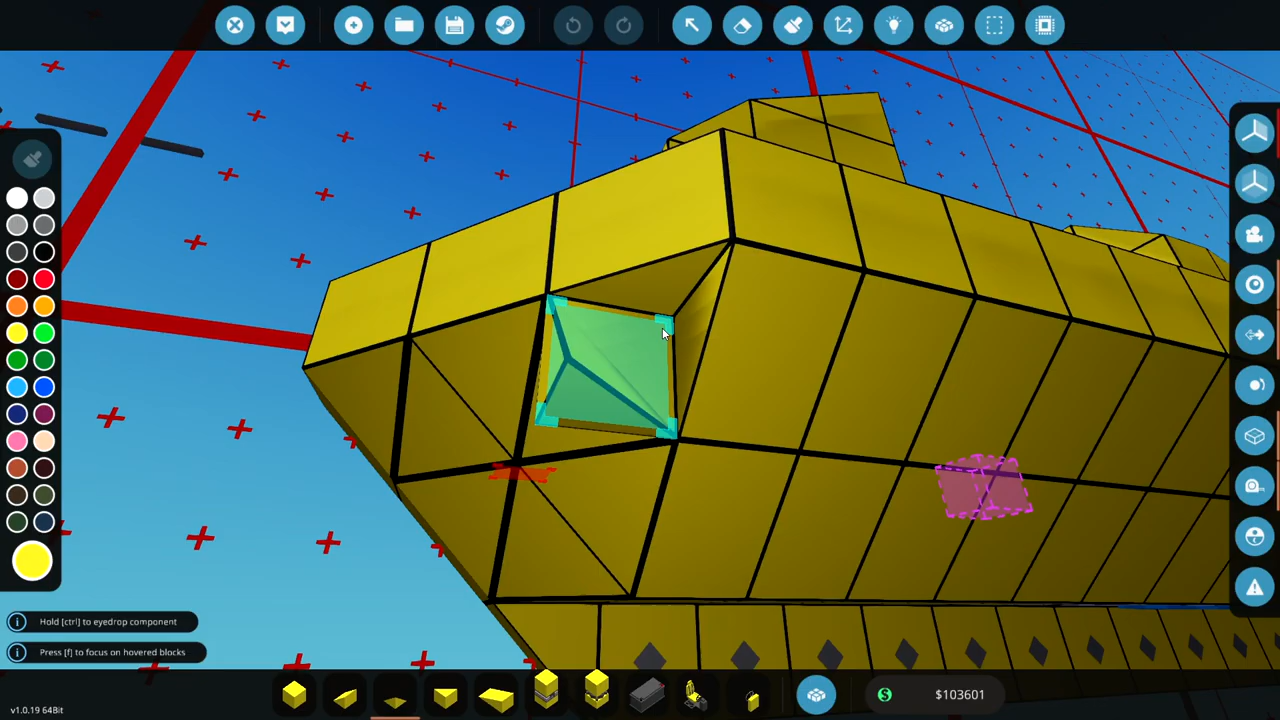 Hold [ctrl] to eyedrop component
Press [f] to focus on hovered blocks
$103601
v1.0.19 64Bit